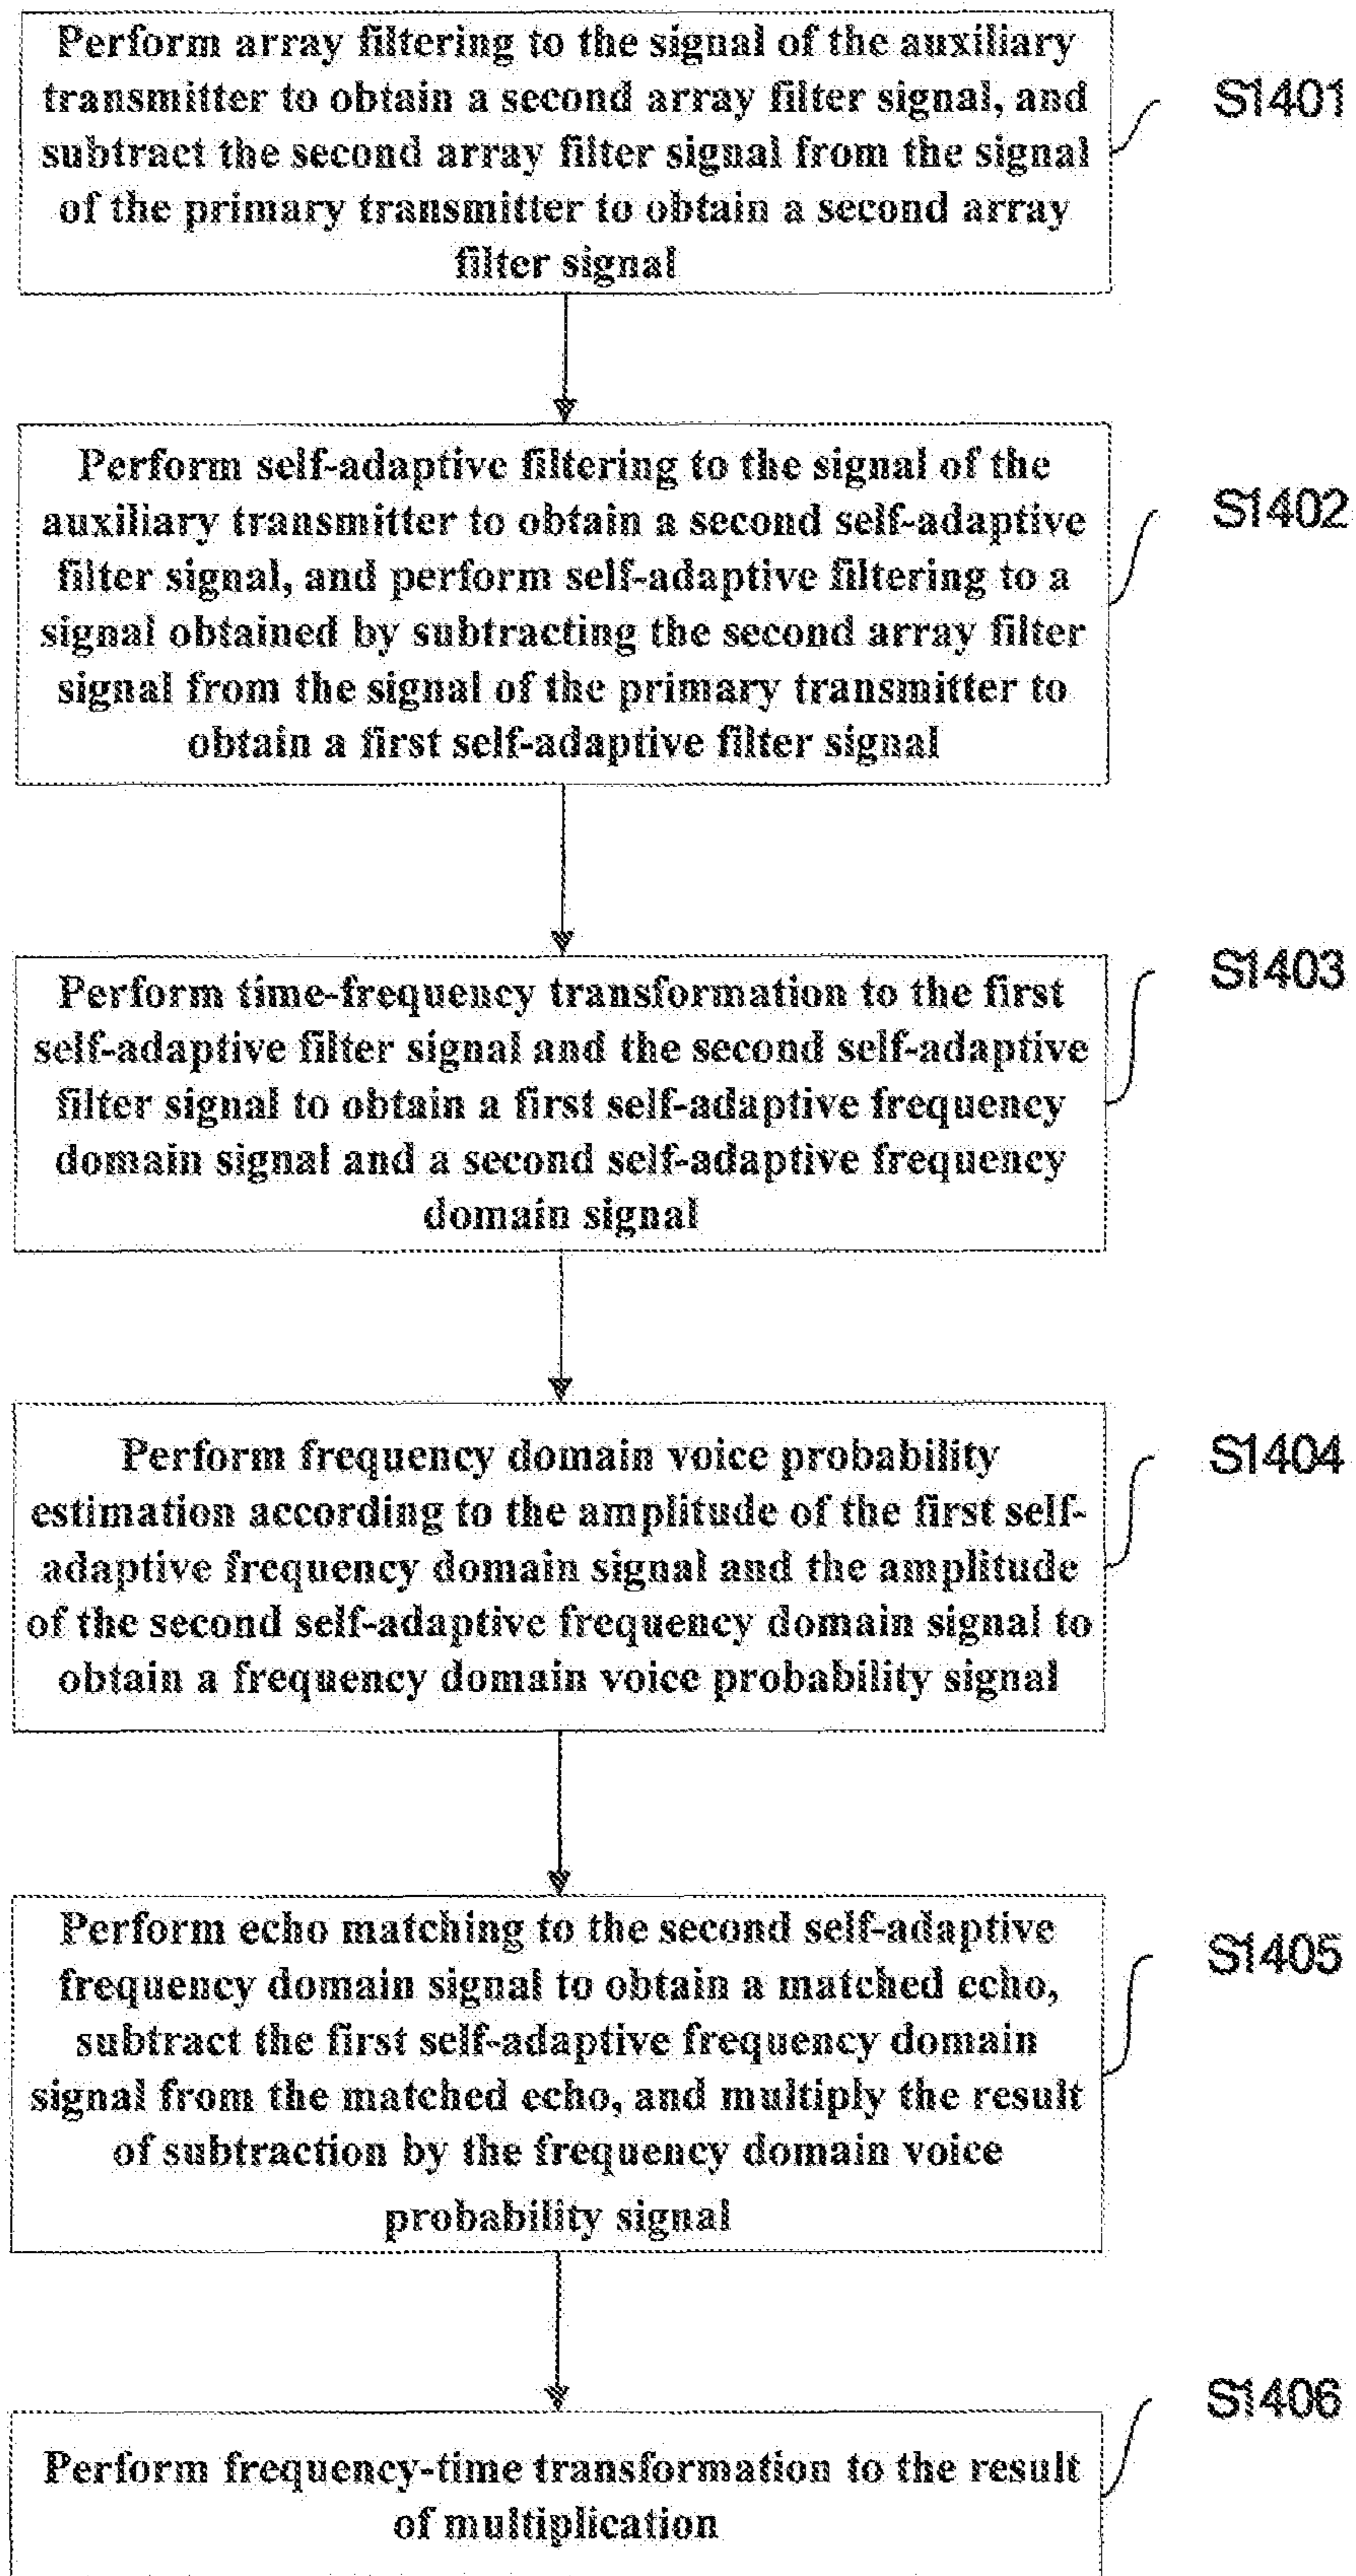 Perform array filtering to the signal of the auxiliary
transmitter to obtain a second array filter signal, and
subtract the second array filter signal from the signal
of the primary transmitter to obtain a second array
filter signal
S1401
Perform self-adaptive filtering to the signal of the
auxiliary transmitter to obtain a second self-adaptive
filter signal, and perform self-adaptive filtering to a
signal obtained by subtracting the second array filter
signal from the signal of the primary transmitter to
obtain a first self-adaptive filter signal
S1402
Perform time-frequency transformation to the first
self-adaptive filter signal and the second self-adaptive
filter signal to obtain a first self-adaptive frequency
domain signal and a second self-adaptive frequency
domain signal
S1403
Perform frequency domain voice probability
estimation according to the amplitude of the first self-
adaptive frequency domain signal and the amplitude
of the second self-adaptive frequency domain signal to
obtain a frequency domain voice probability signal
S1404
Perform echo matching to the second self-adaptive
frequency domain signal to obtain a matched echo,
subtract the first self-adaptive frequency domain
signal from the matched echo, and multiply the result
of subtraction by the frequency domain voice
probability signal
S1405
Perform frequency-time transformation to the result
of multiplication
S1406